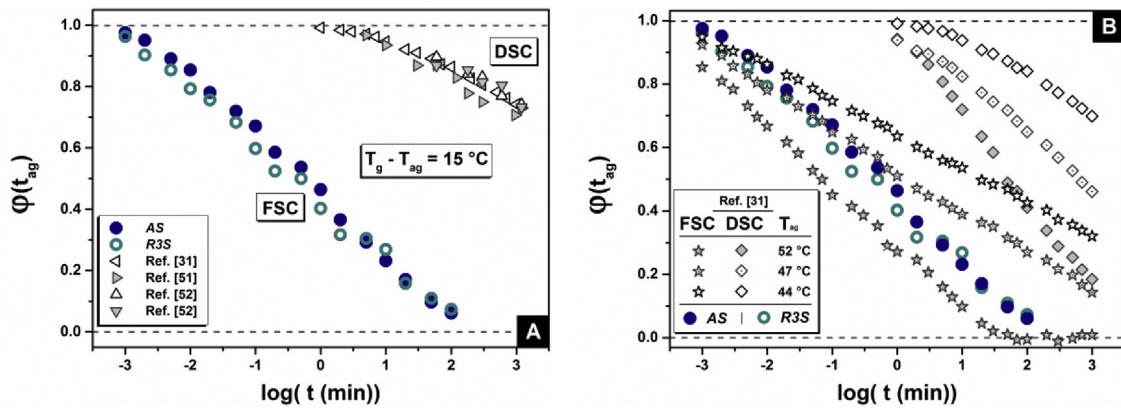 1.0
0.8
0.6
0.4
0.2
0.0
φ(t_ag)
DSC
T_g - T_ag = 15 °C
FSC
AS
R3S
Ref. [31]
Ref. [51]
Ref. [52]
Ref. [52]
A
-3 -2 -1 0 1 2 3
log( t (min))
1.0
0.8
0.6
0.4
0.2
0.0
φ(t_ag)
B
Ref. [31]
FSC DSC T_ag
52 °C
47 °C
44 °C
AS | R3S
-3 -2 -1 0 1 2 3
log( t (min))